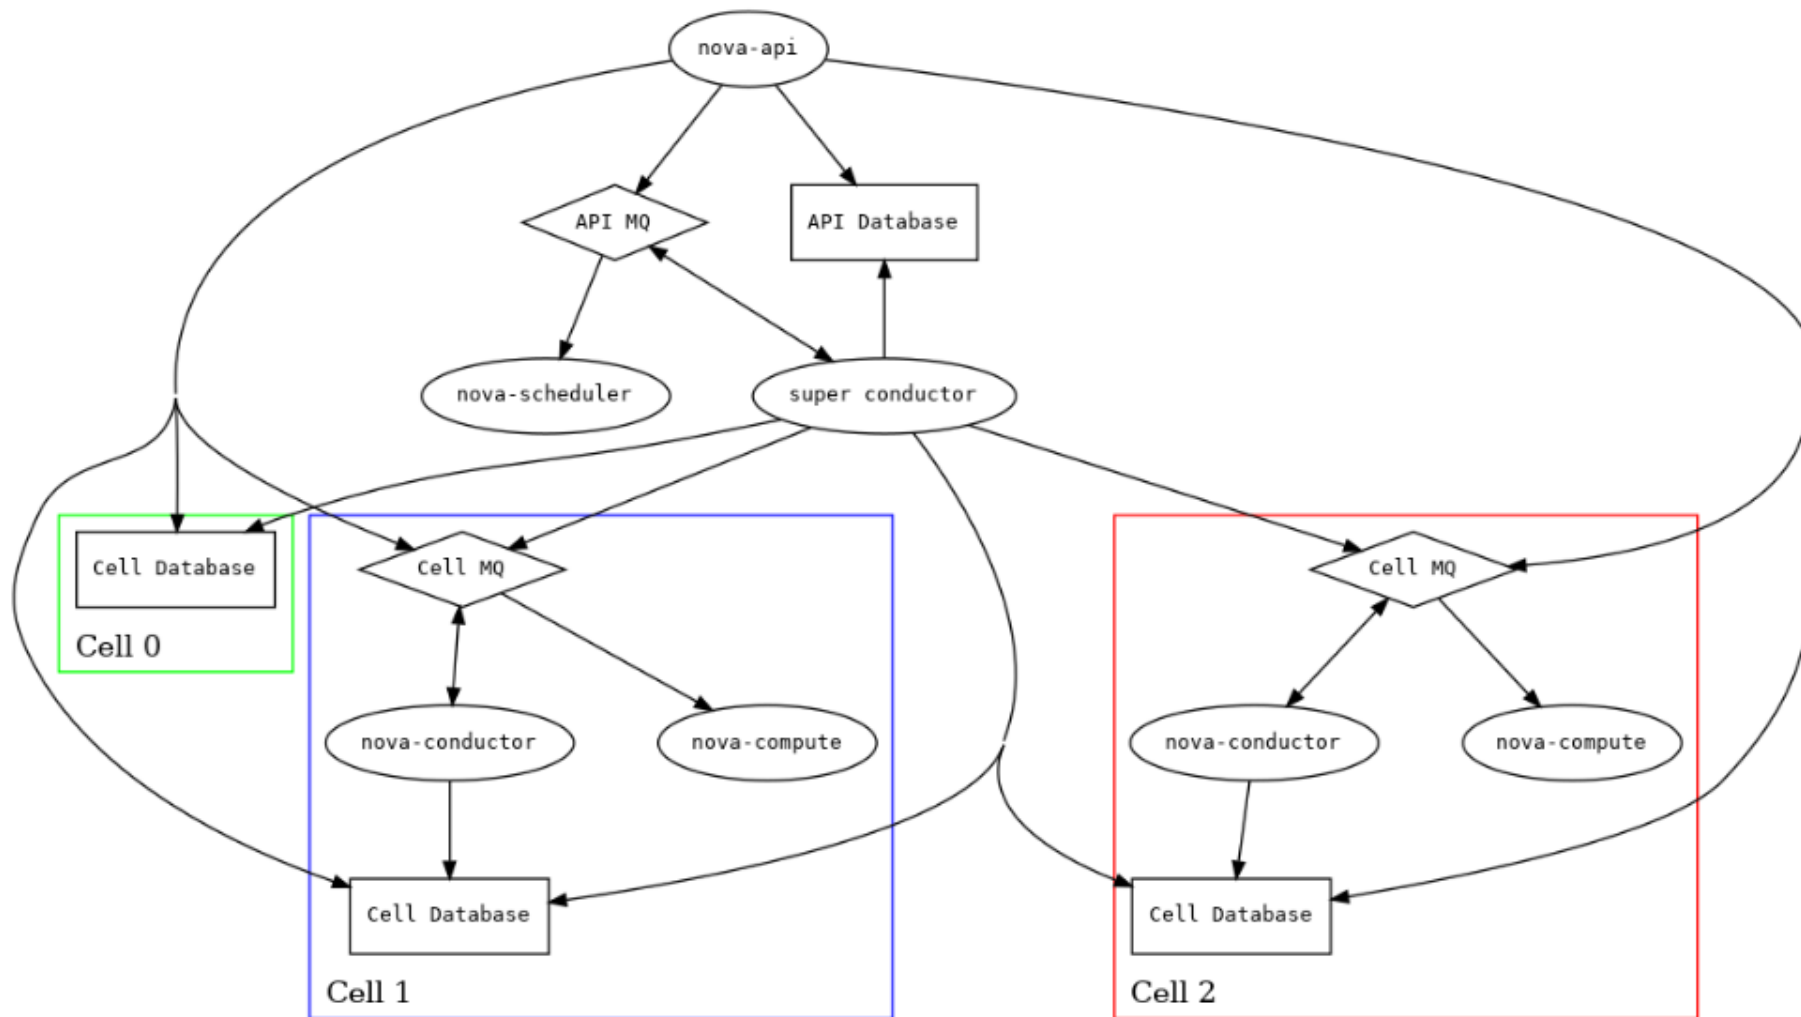 nova-api
API MQ
API Database
nova-scheduler
super conductor
Cell Database
Cell 0
Cell MQ
nova-conductor
nova-compute
Cell Database
Cell 1
Cell MQ
nova-conductor
nova-compute
Cell Database
Cell 2